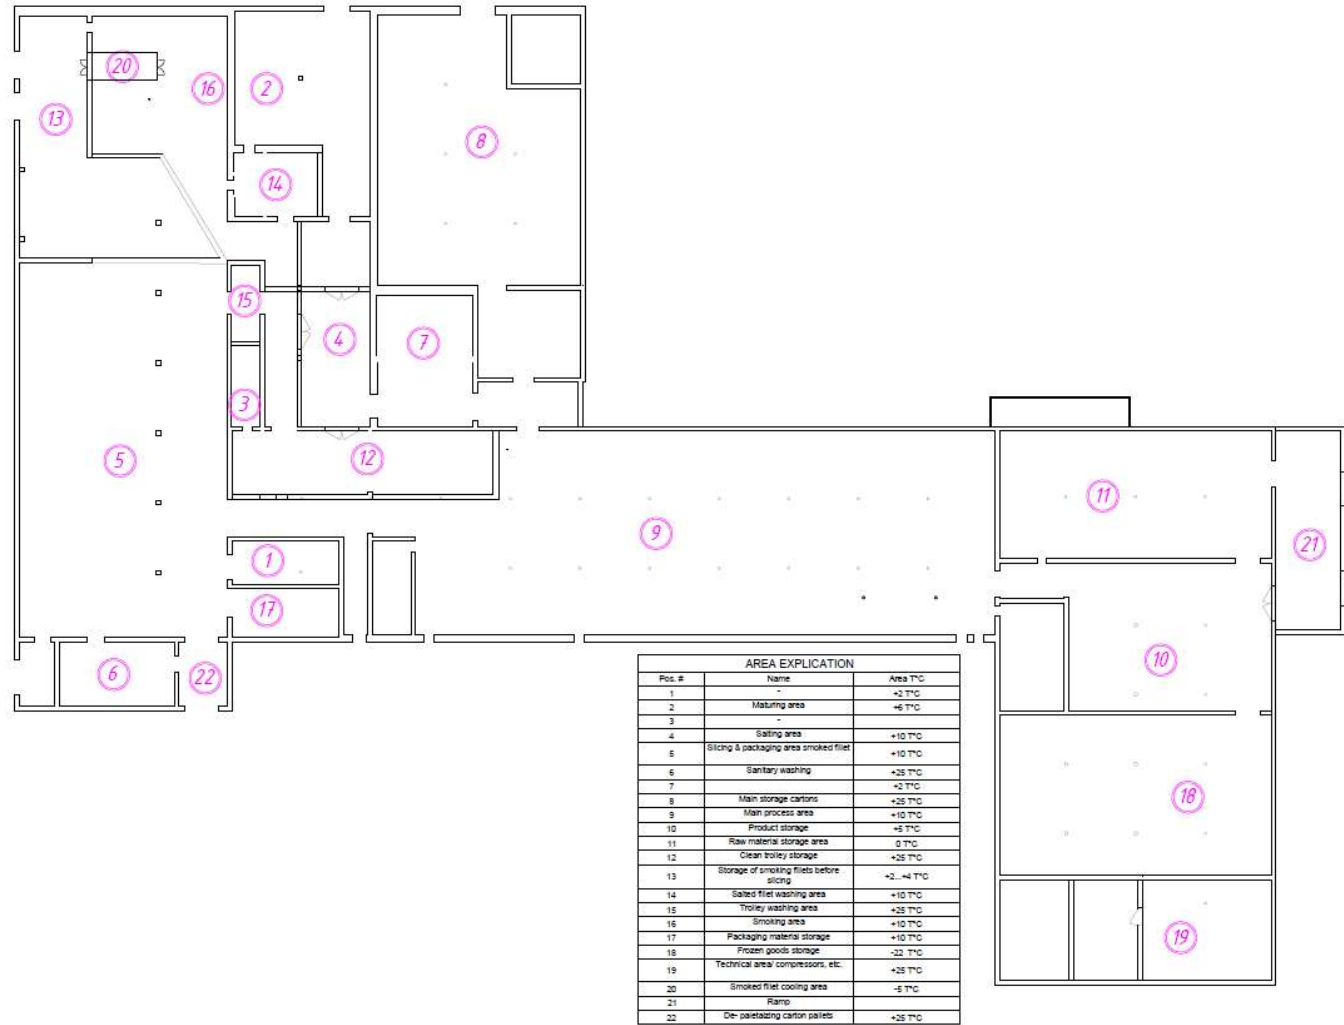 20
16
2
13
8
14
15
4
7
3
5
12
11
9
21
1
17
10
6
22
18
19
AREA EXPLICATION
Pos. # Name Area T°C
1 - +2 T°C
2 Maturing area +6 T°C
3 -
4 Salting area +10 T°C
5 Slicing & packaging area smoked fillet +10 T°C
6 Sanitary washing +25 T°C
7 +2 T°C
8 Main storage cartons +25 T°C
9 Main process area +10 T°C
10 Product storage +5 T°C
11 Raw material storage area 0 T°C
12 Clean trolley storage +25 T°C
13 Storage of smoking fillets before
slicing +2...+4 T°C
14 Salted fillet washing area +10 T°C
15 Trolley washing area +25 T°C
16 Smoking area +10 T°C
17 Packaging material storage +10 T°C
18 Frozen goods storage -22 T°C
19 Technical area/ compressors, etc. +25 T°C
20 Smoked fillet cooling area -5 T°C
21 Ramp
22 De- paletaizing carton pallets +25 T°C